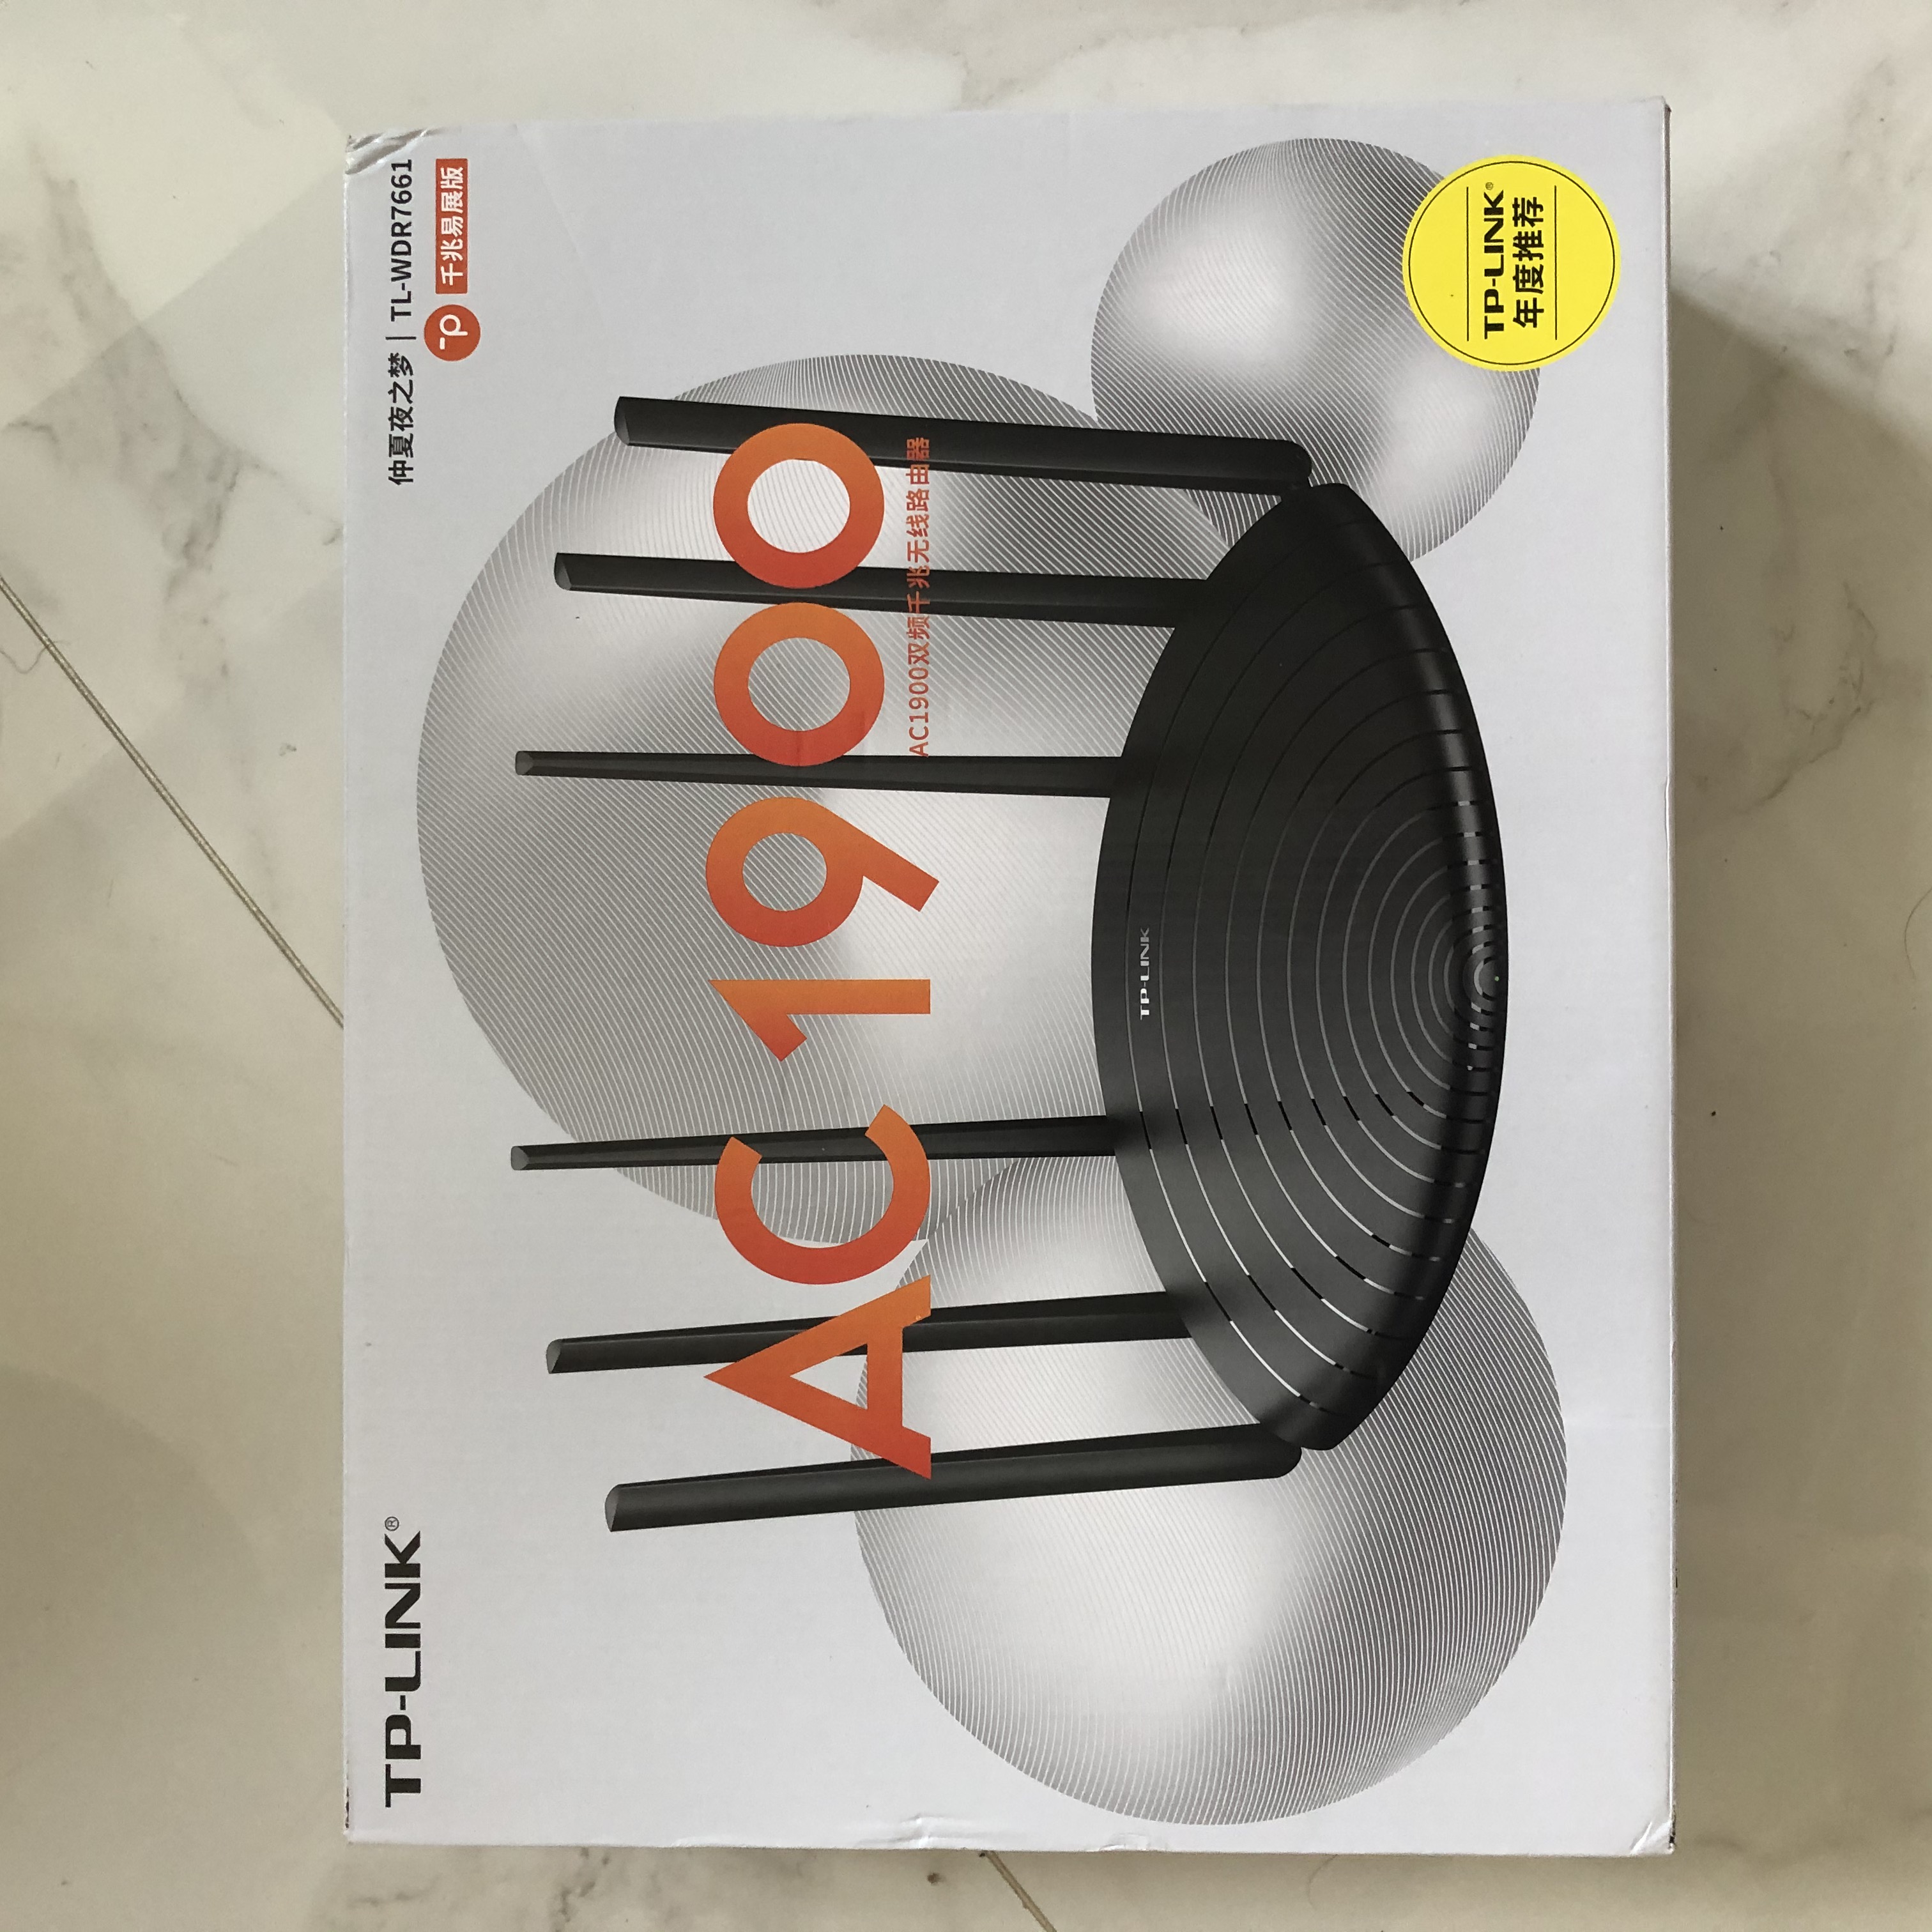 TP-LINK®
仲夏夜之梦 | TL-WDR7661
千兆易展版
AC1900
AC1900双频千兆无线路由器
TP-LINK
TP-LINK®
年度推荐